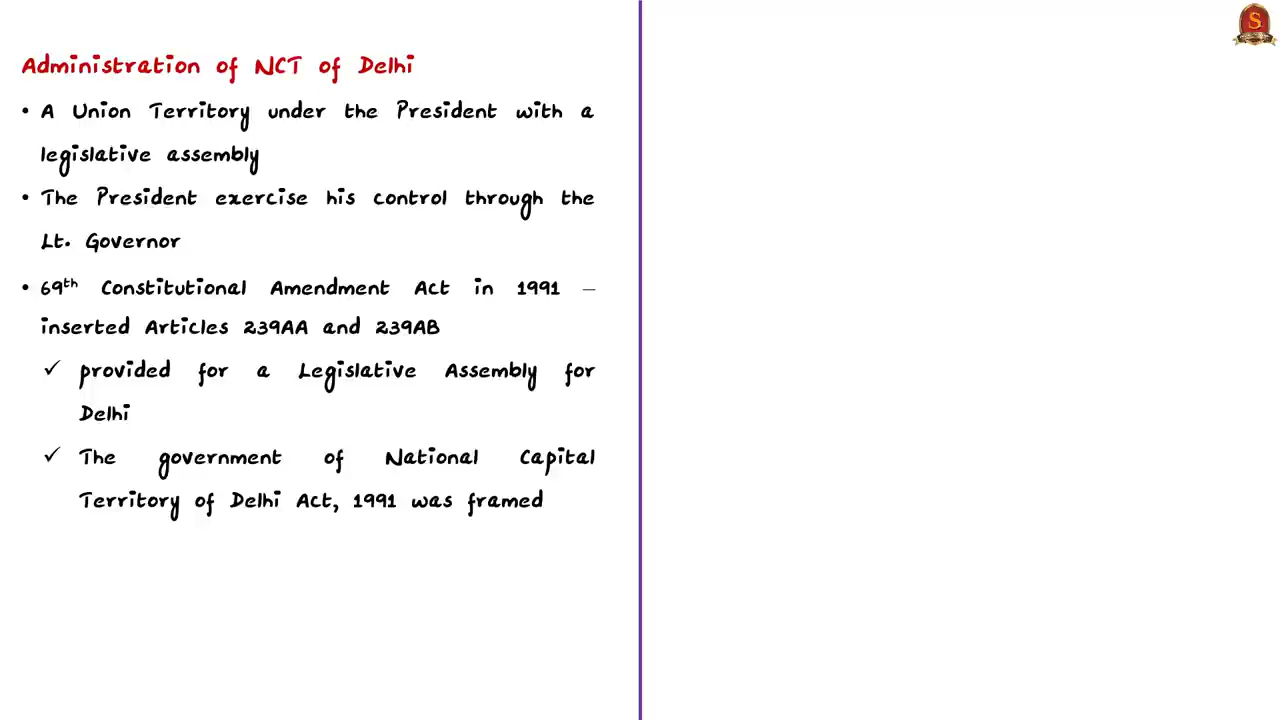 Administration of NCT of Delhi
• A Union Territory under the President with a
legislative assembly
• The President exercise his control through the
Lt. Governor
• 69th Constitutional Amendment Act in 1991 –
inserted Articles 239AA and 239AB
✓ provided for a Legislative Assembly for
Delhi
✓ The government of National Capital
Territory of Delhi Act, 1991 was framed
S